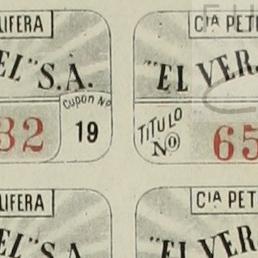 LIFERA
EL" S.A.
Cupon Nº
32
19
CIA PET
"EL VER
TITULO
Nº
65
LIFERA
EL" S.A.
CIA PET
"EL VER